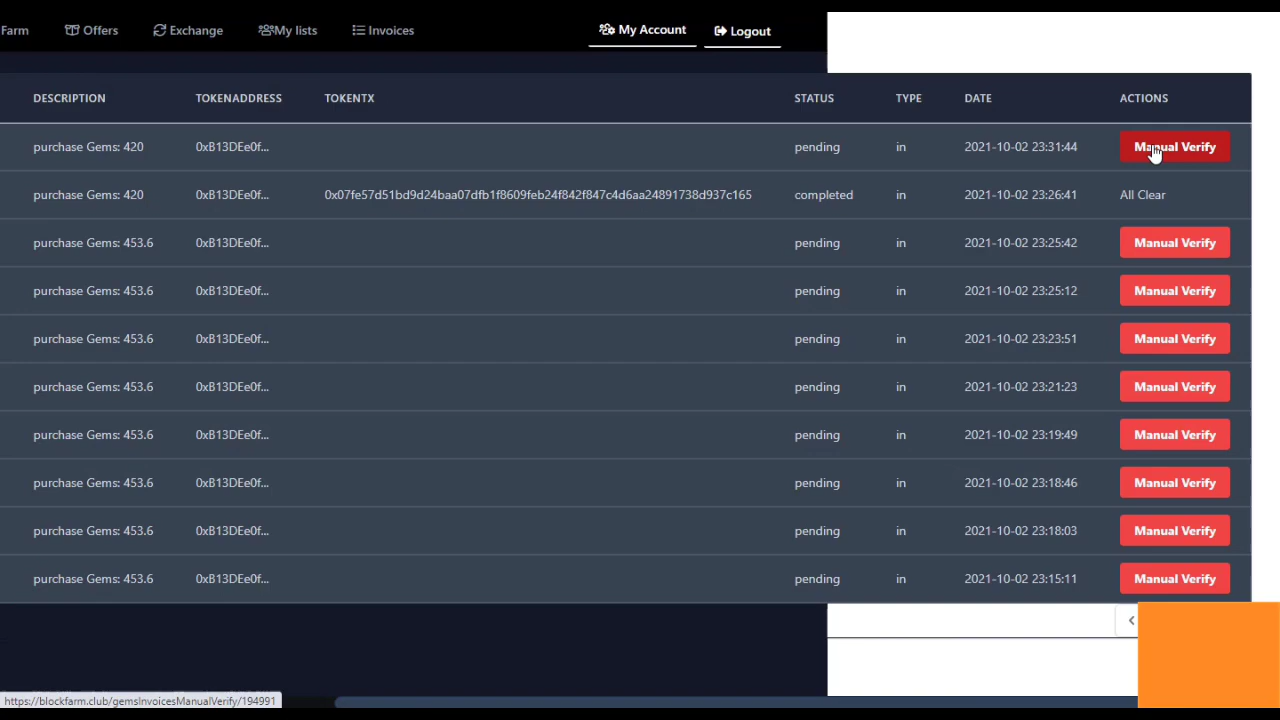 Farm Offers Exchange My lists Invoices My Account Logout
DESCRIPTION TOKENADDRESS TOKENTX STATUS TYPE DATE ACTIONS
purchase Gems: 420 0xB13DEe0f... pending in 2021-10-02 23:31:44 Manual Verify
purchase Gems: 420 0xB13DEe0f... 0x07fe57d51bd9d24baa07dfb1f8609feb24f842f847c4d6aa24891738d937c165 completed in 2021-10-02 23:26:41 All Clear
purchase Gems: 453.6 0xB13DEe0f... pending in 2021-10-02 23:25:42 Manual Verify
purchase Gems: 453.6 0xB13DEe0f... pending in 2021-10-02 23:25:12 Manual Verify
purchase Gems: 453.6 0xB13DEe0f... pending in 2021-10-02 23:23:51 Manual Verify
purchase Gems: 453.6 0xB13DEe0f... pending in 2021-10-02 23:21:23 Manual Verify
purchase Gems: 453.6 0xB13DEe0f... pending in 2021-10-02 23:19:49 Manual Verify
purchase Gems: 453.6 0xB13DEe0f... pending in 2021-10-02 23:18:46 Manual Verify
purchase Gems: 453.6 0xB13DEe0f... pending in 2021-10-02 23:18:03 Manual Verify
purchase Gems: 453.6 0xB13DEe0f... pending in 2021-10-02 23:15:11 Manual Verify
https://blockfarm.club/gemsInvoicesManualVerify/194991